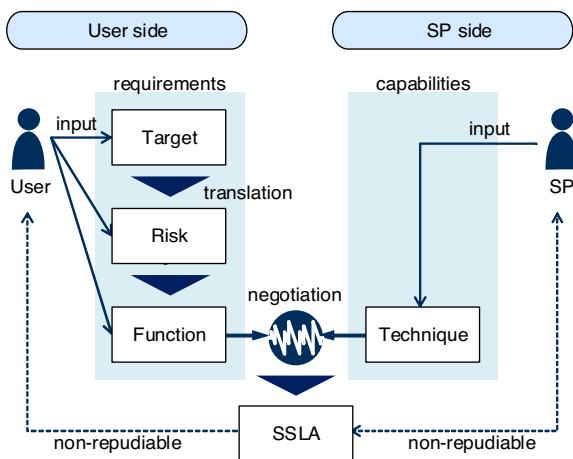 User side
SP side
requirements
capabilities
input
input
Target
User
SP
translation
Risk
negotiation
Function
Technique
SSLA
non-repudiable
non-repudiable